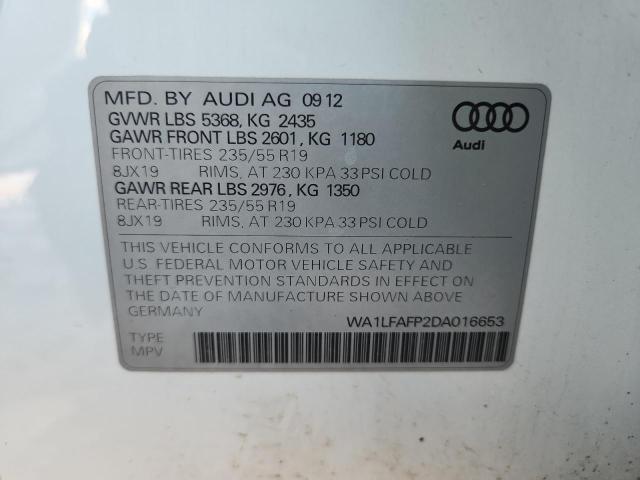 MFD. BY AUDI AG 09 12
GVWR LBS 5368, KG 2435
GAWR FRONT LBS 2601, KG 1180
FRONT-TIRES 235/55 R19
8JX19 RIMS, AT 230 KPA 33 PSI COLD
GAWR REAR LBS 2976, KG 1350
REAR-TIRES 235/55 R19
8JX19 RIMS, AT 230 KPA 33 PSI COLD
Audi
THIS VEHICLE CONFORMS TO ALL APPLICABLE
U.S FEDERAL MOTOR VEHICLE SAFETY AND
THEFT PREVENTION STANDARDS IN EFFECT ON
THE DATE OF MANUFACTURE SHOWN ABOVE
GERMANY
WA1LFAFP2DA016653
TYPE
MPV